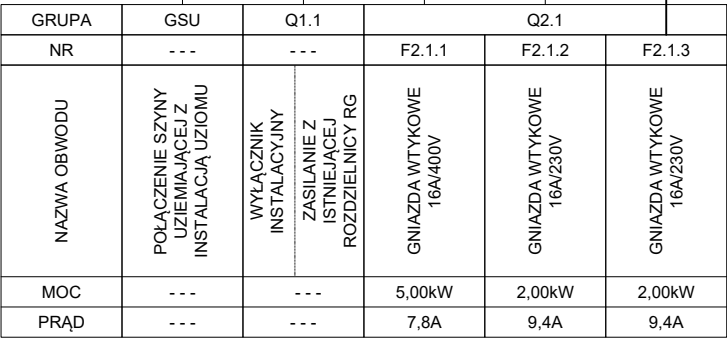 GRUPA GSU Q1.1 Q2.1
NR - - - - - - F2.1.1 F2.1.2 F2.1.3
NAZWA OBWODU
POŁĄCZENIE SZYNY
UZIEMIAJĄCEJ Z
INSTALACJĄ UZIOMU
WYŁĄCZNIK
INSTALACYJNY
ZASILANIE Z
ISTNIEJĄCEJ
ROZDZIELNICY RG
GNIAZDA WTYKOWE
16A/400V
GNIAZDA WTYKOWE
16A/230V
GNIAZDA WTYKOWE
16A/230V
MOC - - - - - - 5,00kW 2,00kW 2,00kW
PRĄD - - - - - - 7,8A 9,4A 9,4A